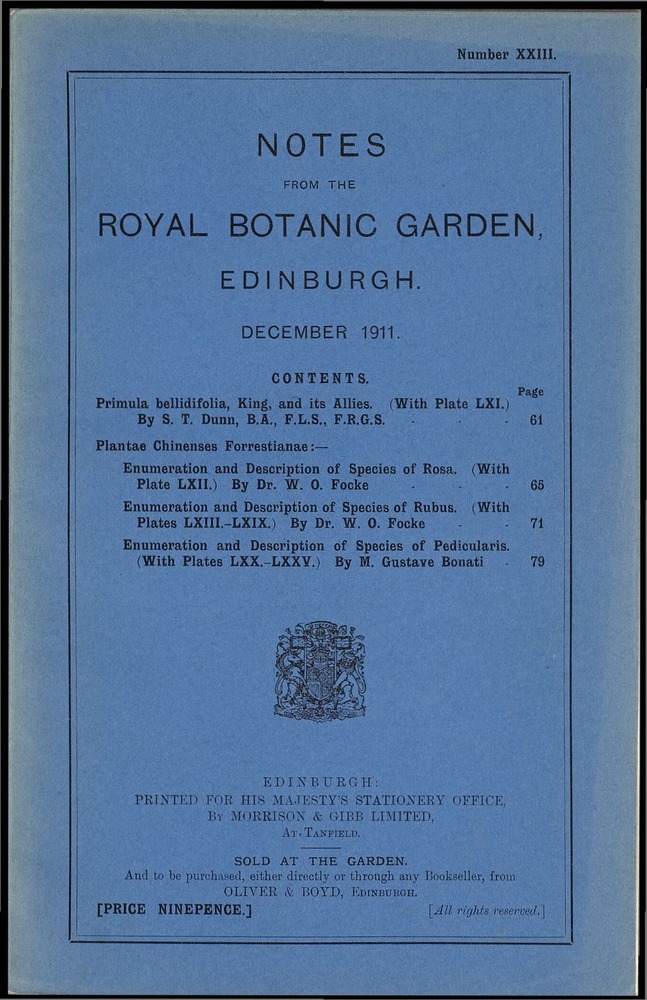 Number XXIII.
NOTES
FROM THE
ROYAL BOTANIC GARDEN,
EDINBURGH.
DECEMBER 1911.
CONTENTS.
Page
Primula bellidifolia, King, and its Allies. (With Plate LXI.)
By S. T. Dunn, B.A., F.L.S., F.R.G.S. - - - 61
Plantae Chinenses Forrestianae:—
Enumeration and Description of Species of Rosa. (With
Plate LXII.) By Dr. W. O. Focke - - - 65
Enumeration and Description of Species of Rubus. (With
Plates LXIII.-LXIX.) By Dr. W. O. Focke - - 71
Enumeration and Description of Species of Pedicularis.
(With Plates LXX.-LXXV.) By M. Gustave Bonati - 79
EDINBURGH:
PRINTED FOR HIS MAJESTY'S STATIONERY OFFICE,
By MORRISON & GIBB LIMITED,
At Tanfield.
SOLD AT THE GARDEN.
And to be purchased, either directly or through any Bookseller, from
OLIVER & BOYD, Edinburgh.
[PRICE NINEPENCE.] [All rights reserved.]